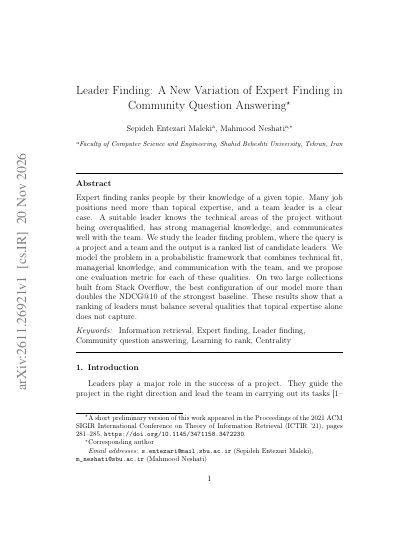 Leader Finding: A New Variation of Expert Finding in
Community Question Answering⋆
Sepideh Entezari Malekia, Mahmood Neshatia,∗
aFaculty of Computer Science and Engineering, Shahid Beheshti University, Tehran, Iran
Abstract
Expert finding ranks people by their knowledge of a given topic. Many job
positions need more than topical expertise, and a team leader is a clear
case. A suitable leader knows the technical areas of the project without
being overqualified, has strong managerial knowledge, and communicates
well with the team. We study the leader finding problem, where the query is
a project and a team and the output is a ranked list of candidate leaders. We
model the problem in a probabilistic framework that combines technical fit,
managerial knowledge, and communication with the team, and we propose
one evaluation metric for each of these qualities. On two large collections
built from Stack Overflow, the best configuration of our model more than
doubles the NDCG@10 of the strongest baseline. These results show that a
ranking of leaders must balance several qualities that topical expertise alone
does not capture.
Keywords: Information retrieval, Expert finding, Leader finding,
Community question answering, Learning to rank, Centrality
1. Introduction
Leaders play a major role in the success of a project. They guide the
project in the right direction and lead the team in carrying out its tasks [1–
⋆A short preliminary version of this work appeared in the Proceedings of the 2021 ACM
SIGIR International Conference on Theory of Information Retrieval (ICTIR '21), pages
281–285, https://doi.org/10.1145/3471158.3472230.
∗Corresponding author
Email addresses: s.entezari@mail.sbu.ac.ir (Sepideh Entezari Maleki),
m_neshati@sbu.ac.ir (Mahmood Neshati)
1
arXiv:2611.26921v1 [cs.IR] 20 Nov 2026